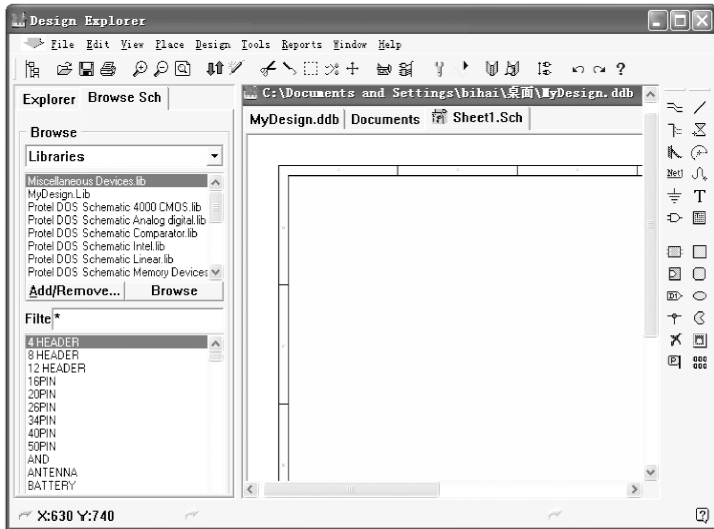 Design Explorer
File Edit View Place Design Tools Reports Window Help
C:\Documents and Settings\bihai\桌面\MyDesign.ddb
Explorer Browse Sch
MyDesign.ddb Documents Sheet1.Sch
Browse
Libraries
Miscellaneous Devices.lib
MyDesign.Lib
Protel DOS Schematic 4000 CMOS.lib
Protel DOS Schematic Analog digital.lib
Protel DOS Schematic Comparator.lib
Protel DOS Schematic Intel.lib
Protel DOS Schematic Linear.lib
Protel DOS Schematic Memory Devices
Add/Remove... Browse
Filte *
4 HEADER
8 HEADER
12 HEADER
16PIN
20PIN
26PIN
34PIN
40PIN
50PIN
AND
ANTENNA
BATTERY
Net1
T
D1
P
X:630 Y:740